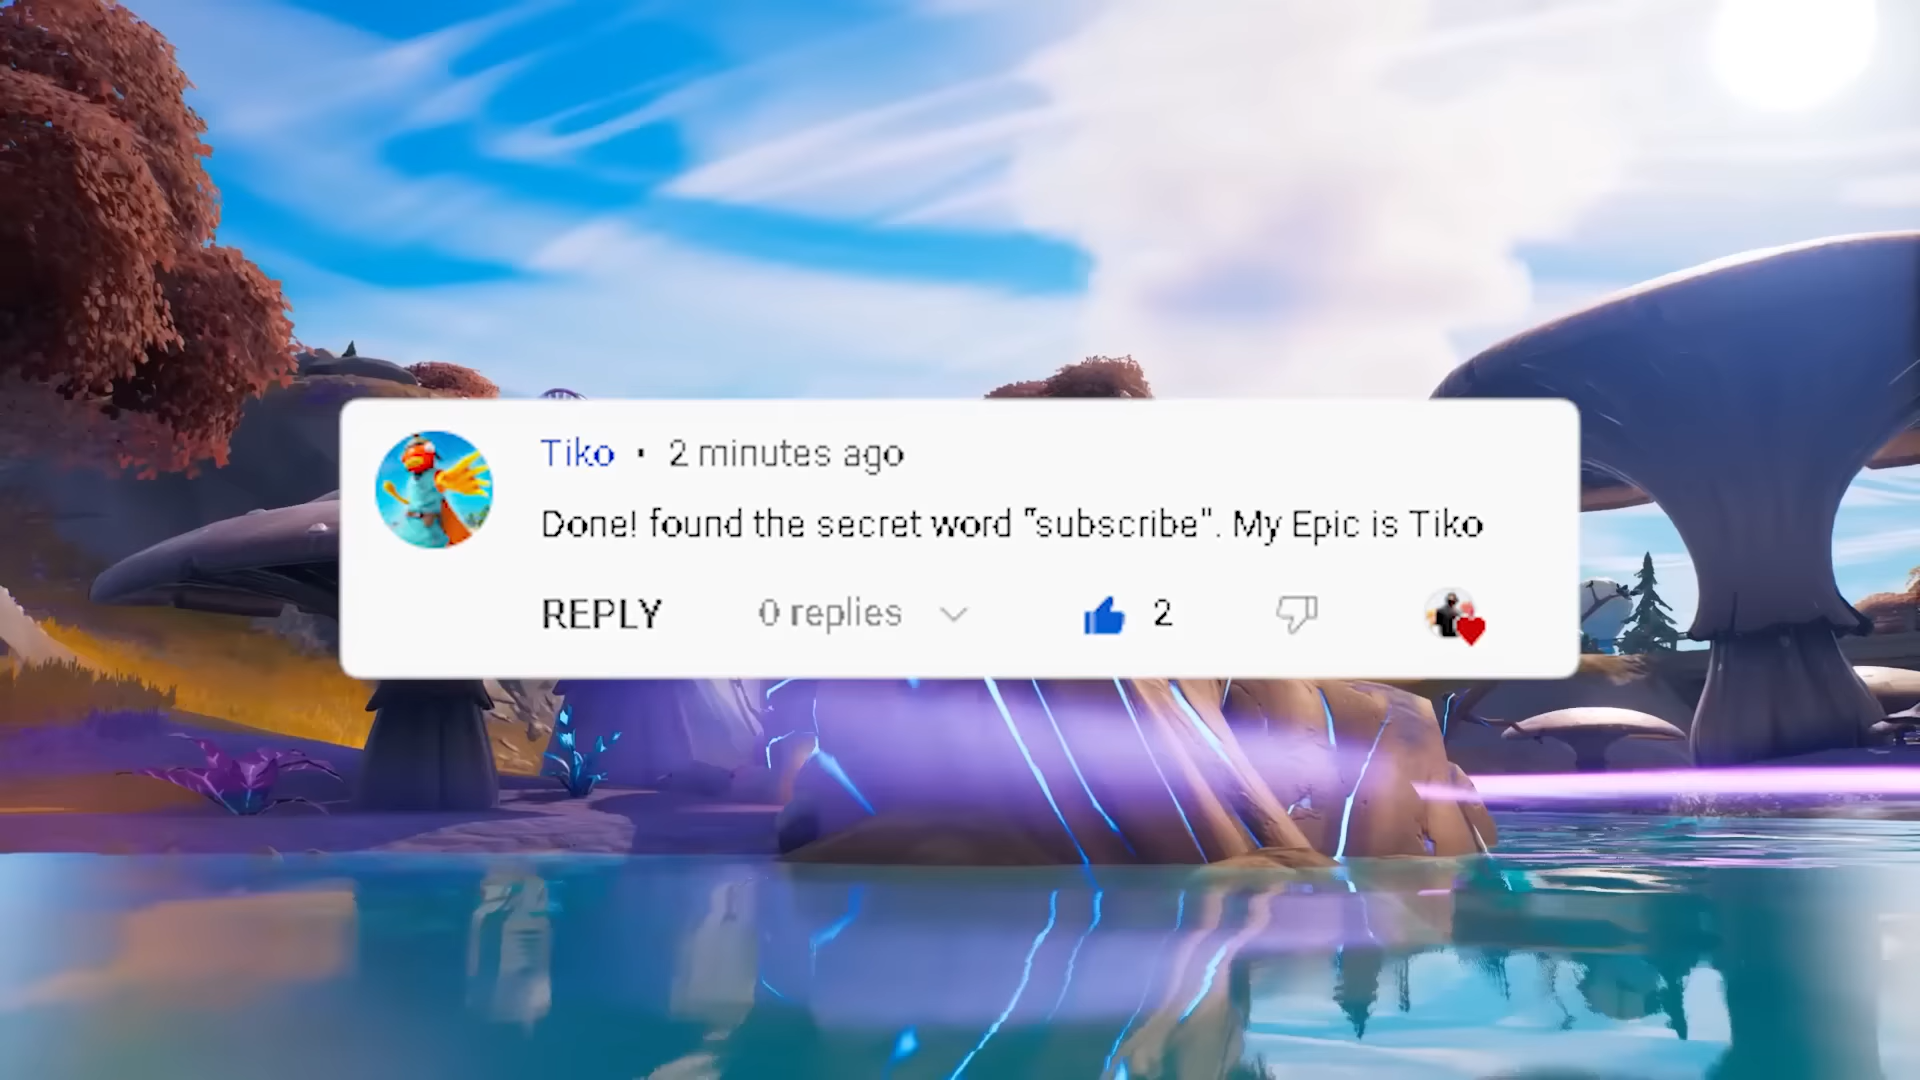 Tiko · 2 minutes ago
Done! found the secret word "subscribe". My Epic is Tiko
REPLY 0 replies 2